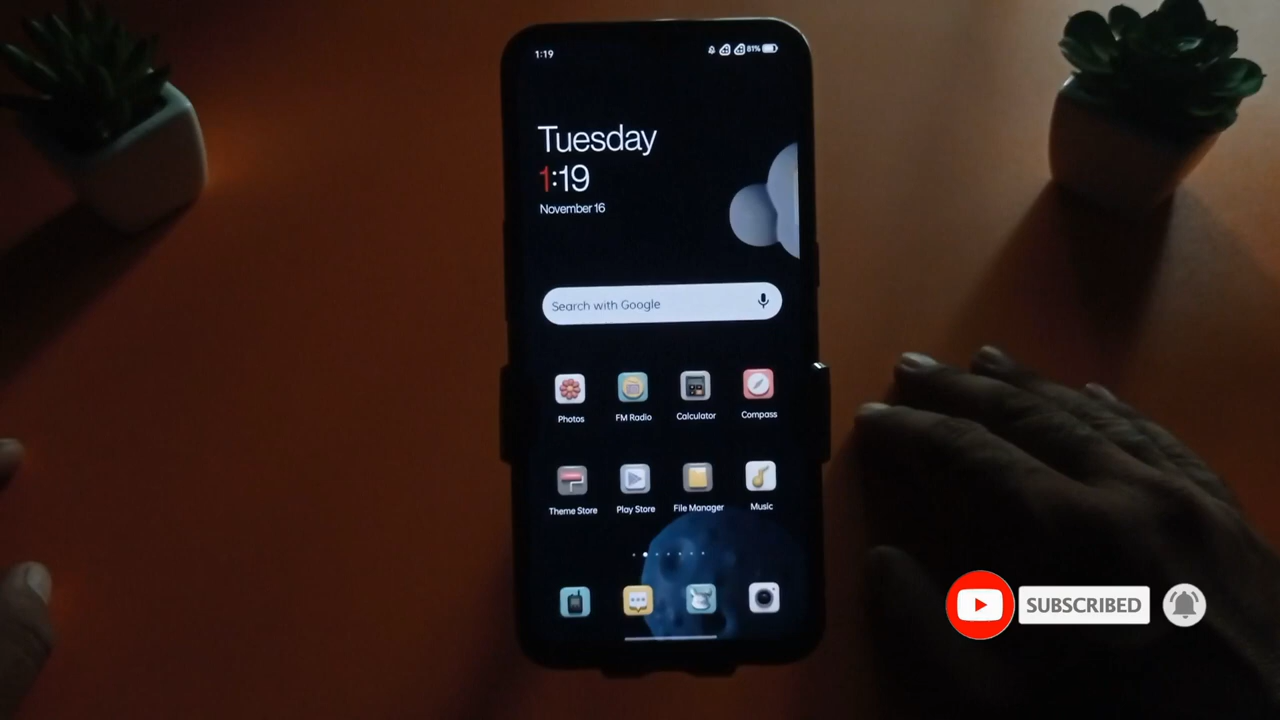 1:19
81%
Tuesday
1:19
November 16
Search with Google
Photos
FM Radio
Calculator
Compass
Theme Store
Play Store
File Manager
Music
SUBSCRIBED